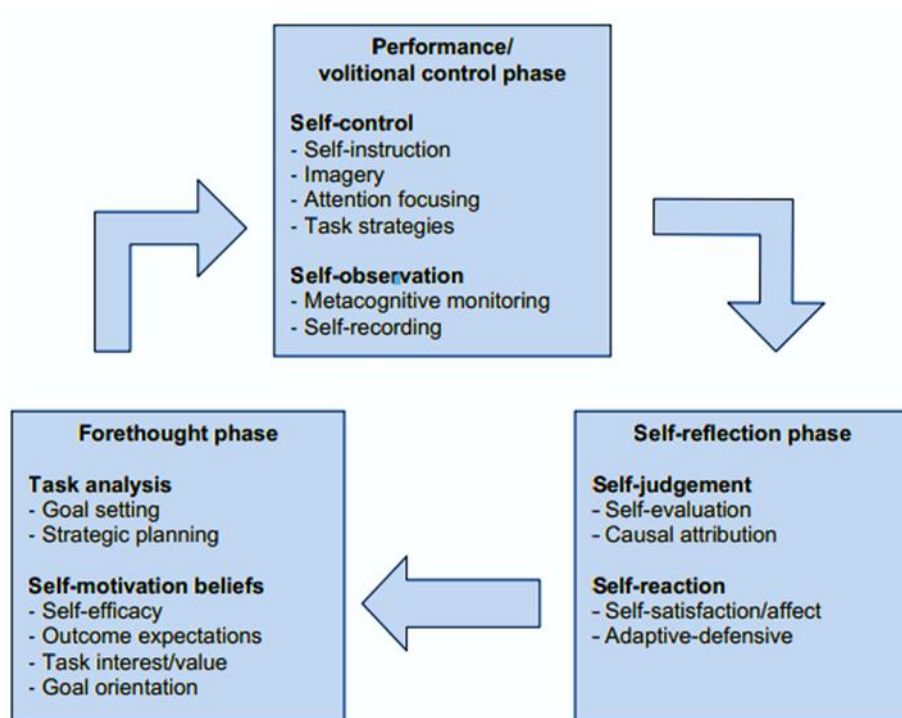 Performance/
volitional control phase
Self-control
- Self-instruction
- Imagery
- Attention focusing
- Task strategies
Self-observation
- Metacognitive monitoring
- Self-recording
Forethought phase
Task analysis
- Goal setting
- Strategic planning
Self-motivation beliefs
- Self-efficacy
- Outcome expectations
- Task interest/value
- Goal orientation
Self-reflection phase
Self-judgement
- Self-evaluation
- Causal attribution
Self-reaction
- Self-satisfaction/affect
- Adaptive-defensive